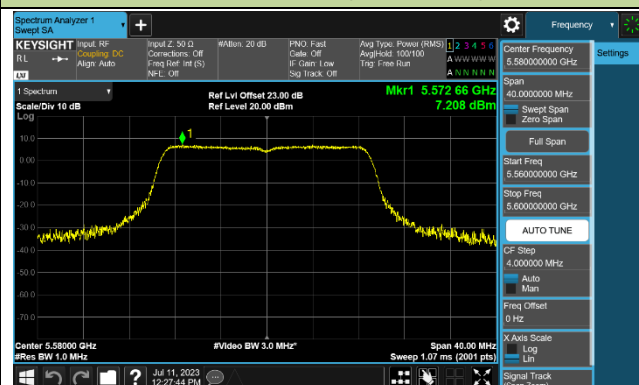 Spectrum Analyzer 1
Swept SA
+
Frequency
KEYSIGHT
RL
LXI
Input: RF
Coupling: DC
Align: Auto
Input Z: 50 Ω
Corrections: Off
Freq Ref: Int (S)
NFE: Off
#Atten: 20 dB
PNO: Fast
Gate: Off
IF Gain: Low
Sig Track: Off
Avg Type: Power (RMS)
Avg|Hold: 100/100
Trig: Free Run
1 2 3 4 5 6
A W W W W W
A N N N N N
Settings
Center Frequency
5.580000000 GHz
Span
40.0000000 MHz
Swept Span
Zero Span
Full Span
Start Freq
5.560000000 GHz
Stop Freq
5.600000000 GHz
AUTO TUNE
CF Step
4.000000 MHz
Auto
Man
Freq Offset
0 Hz
X Axis Scale
Log
Lin
Signal Track
(Span Zoom)
1 Spectrum
Scale/Div 10 dB
Log
Ref Lvl Offset 23.00 dB
Ref Level 20.00 dBm
Mkr1 5.572 66 GHz
7.208 dBm
1
10.0
0.00
-10.0
-20.0
-30.0
-40.0
-50.0
-60.0
-70.0
Center 5.58000 GHz
#Res BW 1.0 MHz
#Video BW 3.0 MHz*
Span 40.00 MHz
Sweep 1.07 ms (2001 pts)
?
Jul 11, 2023
12:27:44 PM